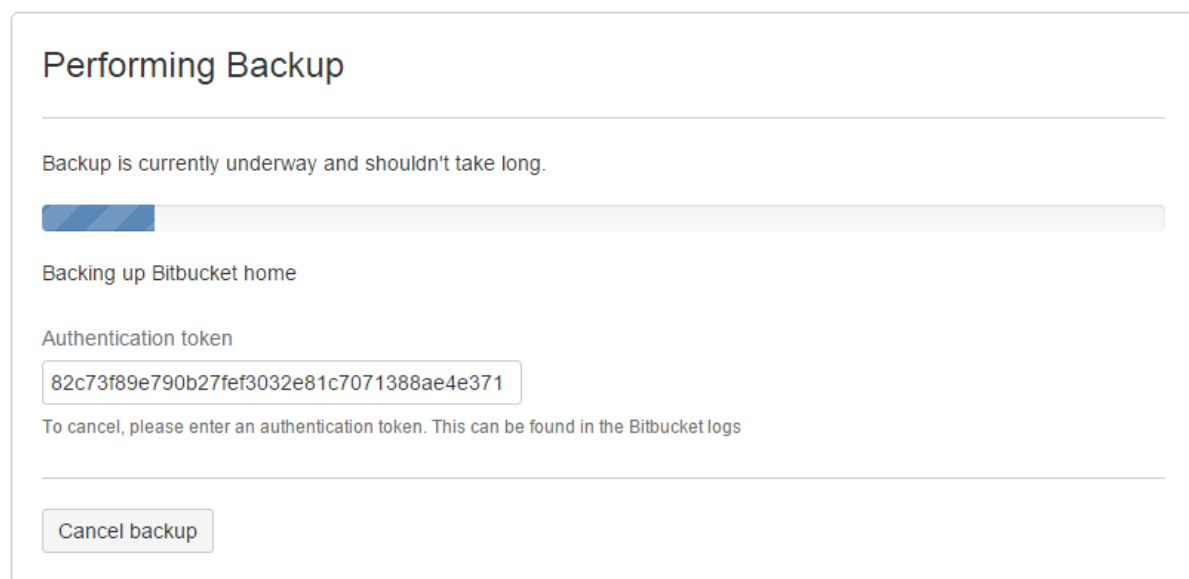 Performing Backup
Backup is currently underway and shouldn't take long.
Backing up Bitbucket home
Authentication token
82c73f89e790b27fef3032e81c7071388ae4e371
To cancel, please enter an authentication token. This can be found in the Bitbucket logs
Cancel backup